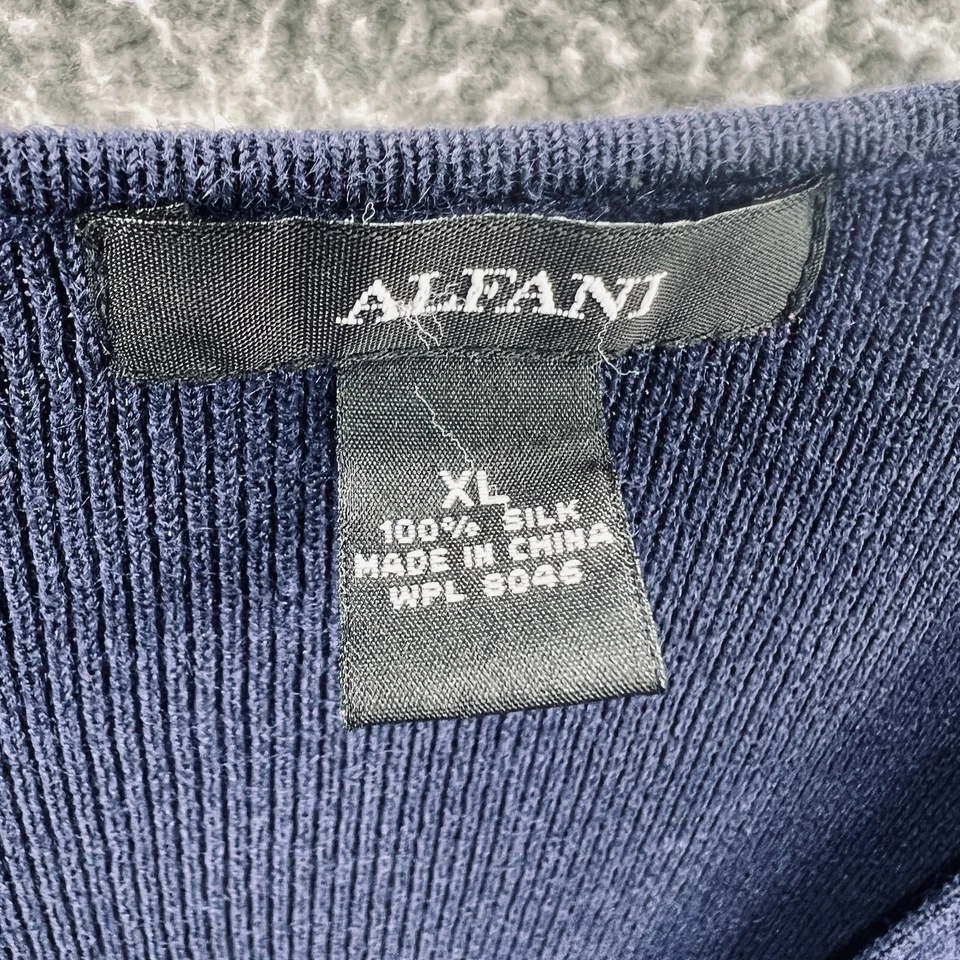 ALFANI
XL
100% SILK
MADE IN CHINA
WPL 8046